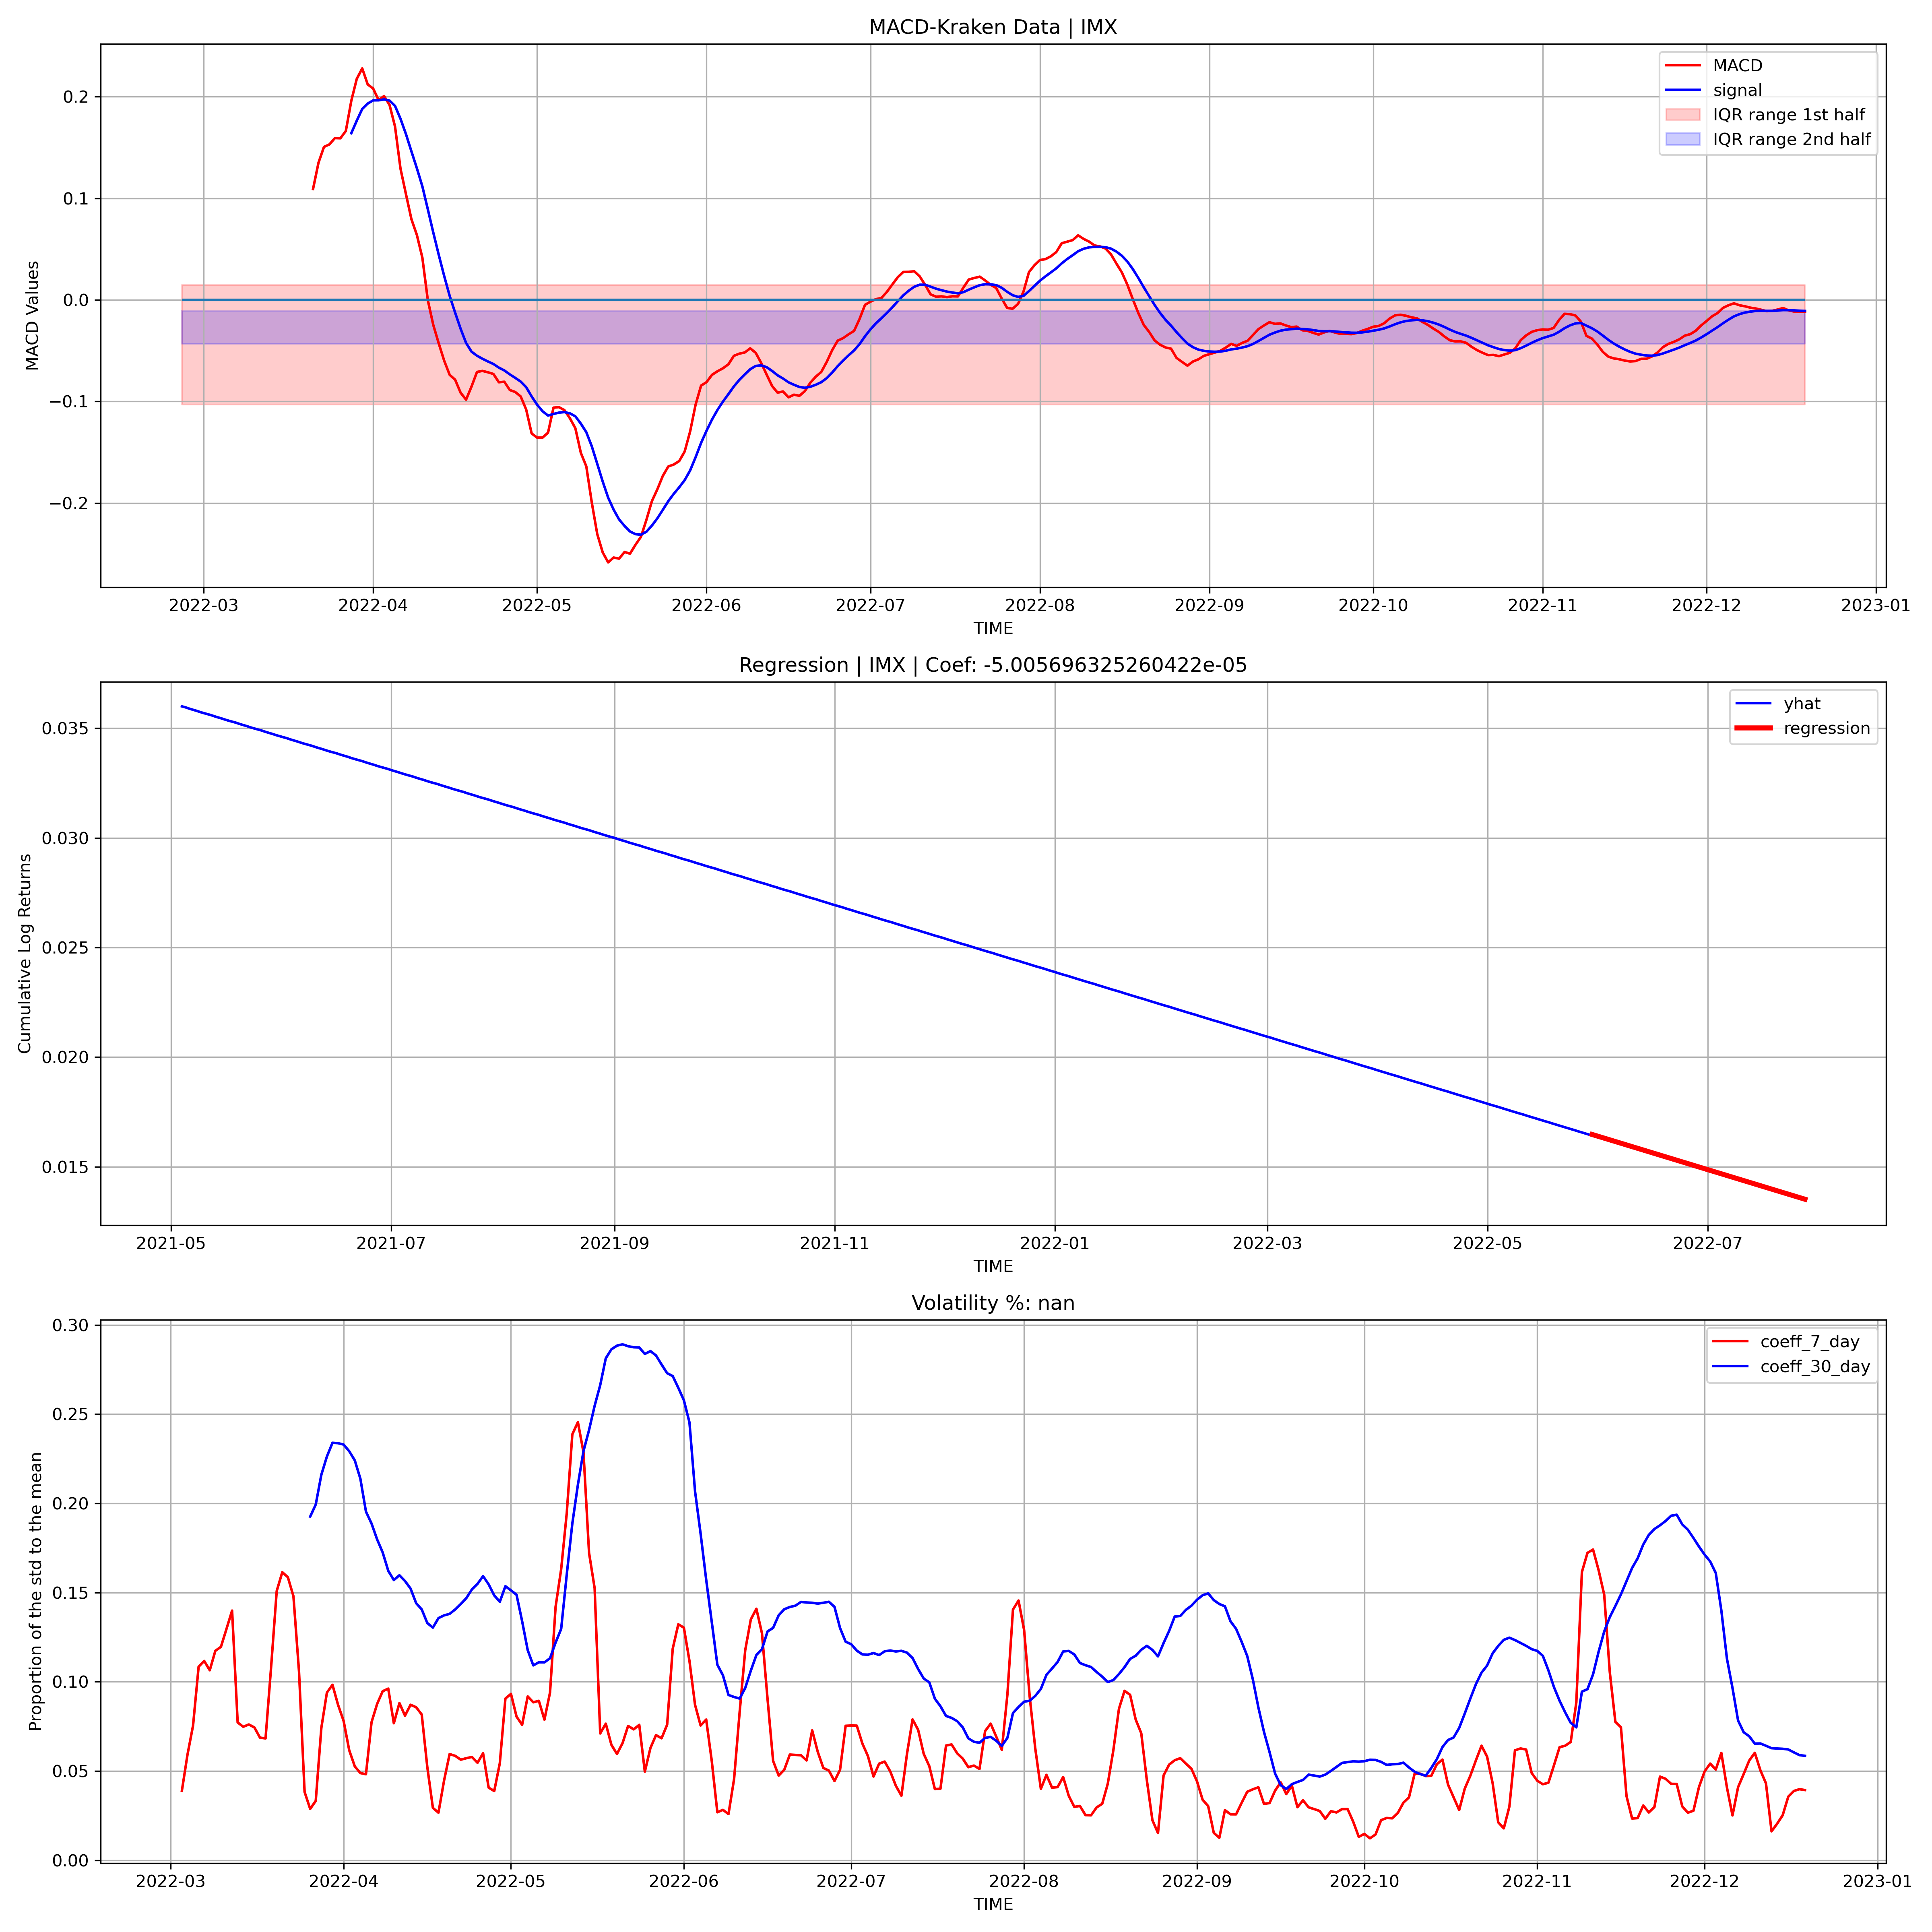 MACD-Kraken Data | IMX
MACD
signal
IQR range 1st half
IQR range 2nd half
MACD Values
0.2
0.1
0.0
−0.1
−0.2
2022-03 2022-04 2022-05 2022-06 2022-07 2022-08 2022-09 2022-10 2022-11 2022-12 2023-01
TIME
Regression | IMX | Coef: -5.005696325260422e-05
yhat
regression
Cumulative Log Returns
0.035
0.030
0.025
0.020
0.015
2021-05 2021-07 2021-09 2021-11 2022-01 2022-03 2022-05 2022-07
TIME
Volatility %: nan
coeff_7_day
coeff_30_day
Proportion of the std to the mean
0.30
0.25
0.20
0.15
0.10
0.05
0.00
2022-03 2022-04 2022-05 2022-06 2022-07 2022-08 2022-09 2022-10 2022-11 2022-12 2023-01
TIME